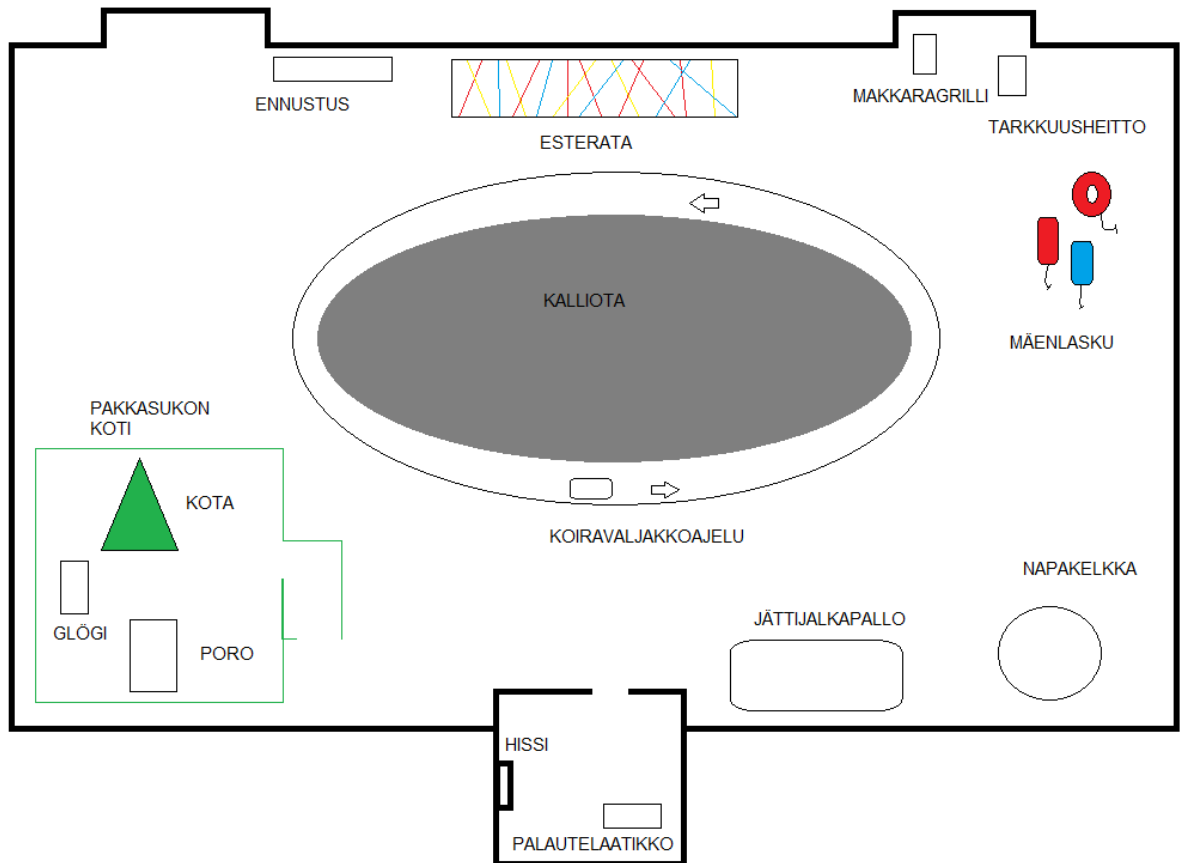 MAKKARAGRILLI
ENNUSTUS
TARKKUUSHEITTO
ESTERATA
KALLIOTA
MÄENLASKU
PAKKASUKON
KOTI
KOTA
KOIRAVALJAKKOAJELU
NAPAKELKKA
JÄTTIJALKAPALLO
GLÖGI
PORO
HISSI
PALAUTELAATIKKO